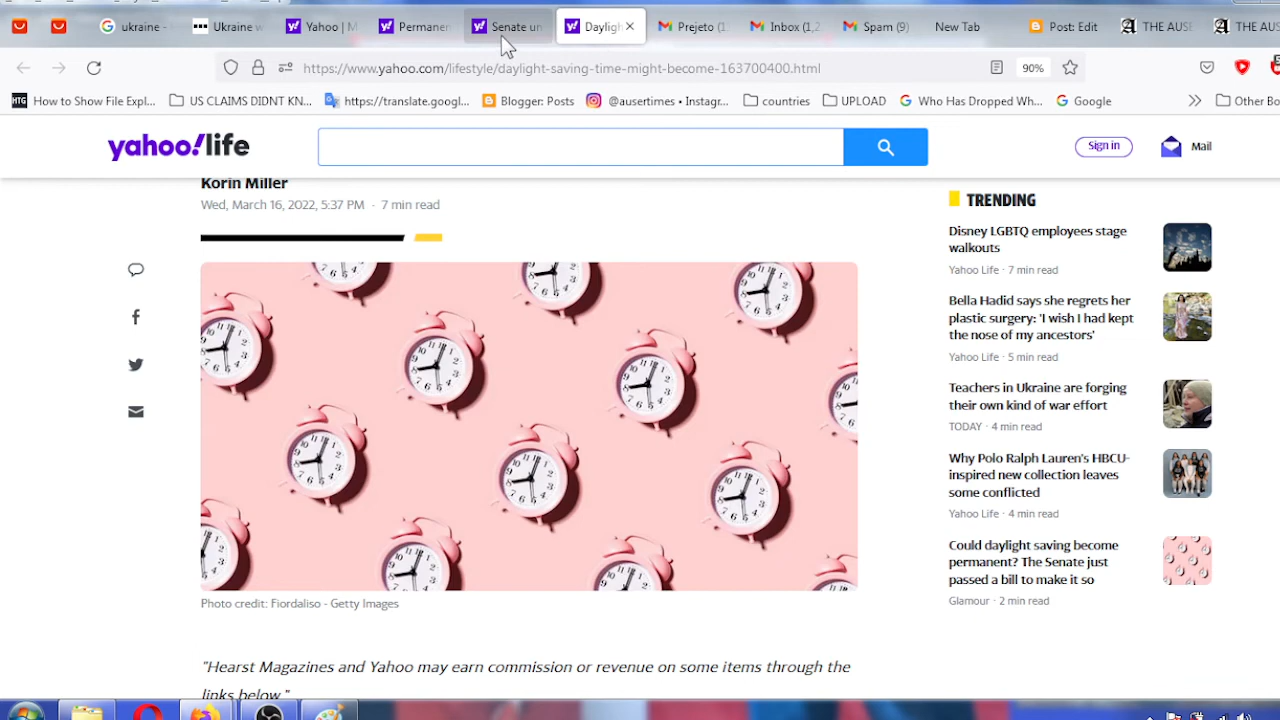 ukraine -
Ukraine w
Yahoo | M
Permaner
Senate un
Dayligh
Prejeto (1
Inbox (1,2
Spam (9)
New Tab
Post: Edit
THE AUS
THE AUS
https://www.yahoo.com/lifestyle/daylight-saving-time-might-become-163700400.html
90%
HTG How to Show File Expl...
US CLAIMS DIDNT KN...
https://translate.googl...
Blogger: Posts
@ausertimes • Instagr...
countries
UPLOAD
Who Has Dropped Wh...
Google
Other Bo
yahoo!life
Sign in
Mail
Korin Miller
Wed, March 16, 2022, 5:37 PM · 7 min read
Photo credit: Fiordaliso - Getty Images
"Hearst Magazines and Yahoo may earn commission or revenue on some items through the
links below."
TRENDING
Disney LGBTQ employees stage
walkouts
Yahoo Life · 7 min read
Bella Hadid says she regrets her
plastic surgery: 'I wish I had kept
the nose of my ancestors'
Yahoo Life · 5 min read
Teachers in Ukraine are forging
their own kind of war effort
TODAY · 4 min read
Why Polo Ralph Lauren's HBCU-
inspired new collection leaves
some conflicted
Yahoo Life · 4 min read
Could daylight saving become
permanent? The Senate just
passed a bill to make it so
Glamour · 2 min read